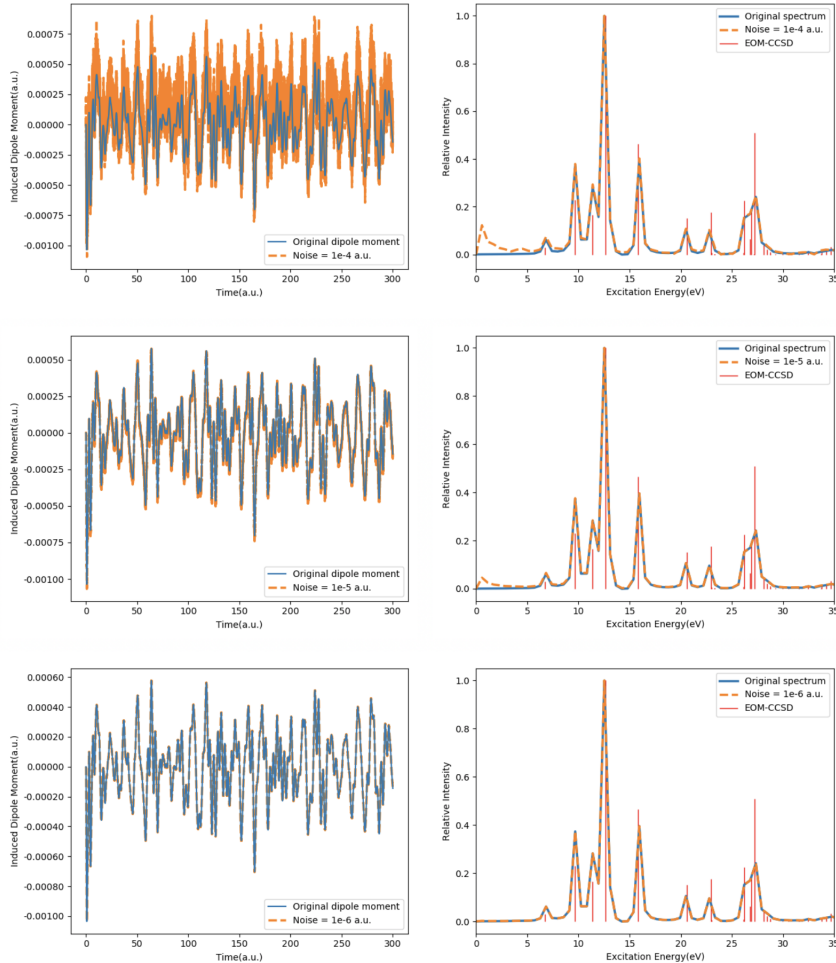 0.00075
0.00050
0.00025
0.00000
-0.00025
-0.00050
-0.00075
-0.00100
Induced Dipole Moment(a.u.)
Original dipole moment
Noise = 1e-4 a.u.
0 50 100 150 200 250 300
Time(a.u.)
1.0
0.8
0.6
0.4
0.2
0.0
Relative Intensity
Original spectrum
Noise = 1e-4 a.u.
EOM-CCSD
0 5 10 15 20 25 30 35
Excitation Energy(eV)
0.00050
0.00025
0.00000
-0.00025
-0.00050
-0.00075
-0.00100
Induced Dipole Moment(a.u.)
Original dipole moment
Noise = 1e-5 a.u.
0 50 100 150 200 250 300
Time(a.u.)
1.0
0.8
0.6
0.4
0.2
0.0
Relative Intensity
Original spectrum
Noise = 1e-5 a.u.
EOM-CCSD
0 5 10 15 20 25 30 35
Excitation Energy(eV)
0.00060
0.00040
0.00020
0.00000
-0.00020
-0.00040
-0.00060
-0.00080
-0.00100
Induced Dipole Moment(a.u.)
Original dipole moment
Noise = 1e-6 a.u.
0 50 100 150 200 250 300
Time(a.u.)
1.0
0.8
0.6
0.4
0.2
0.0
Relative Intensity
Original spectrum
Noise = 1e-6 a.u.
EOM-CCSD
0 5 10 15 20 25 30 35
Excitation Energy(eV)